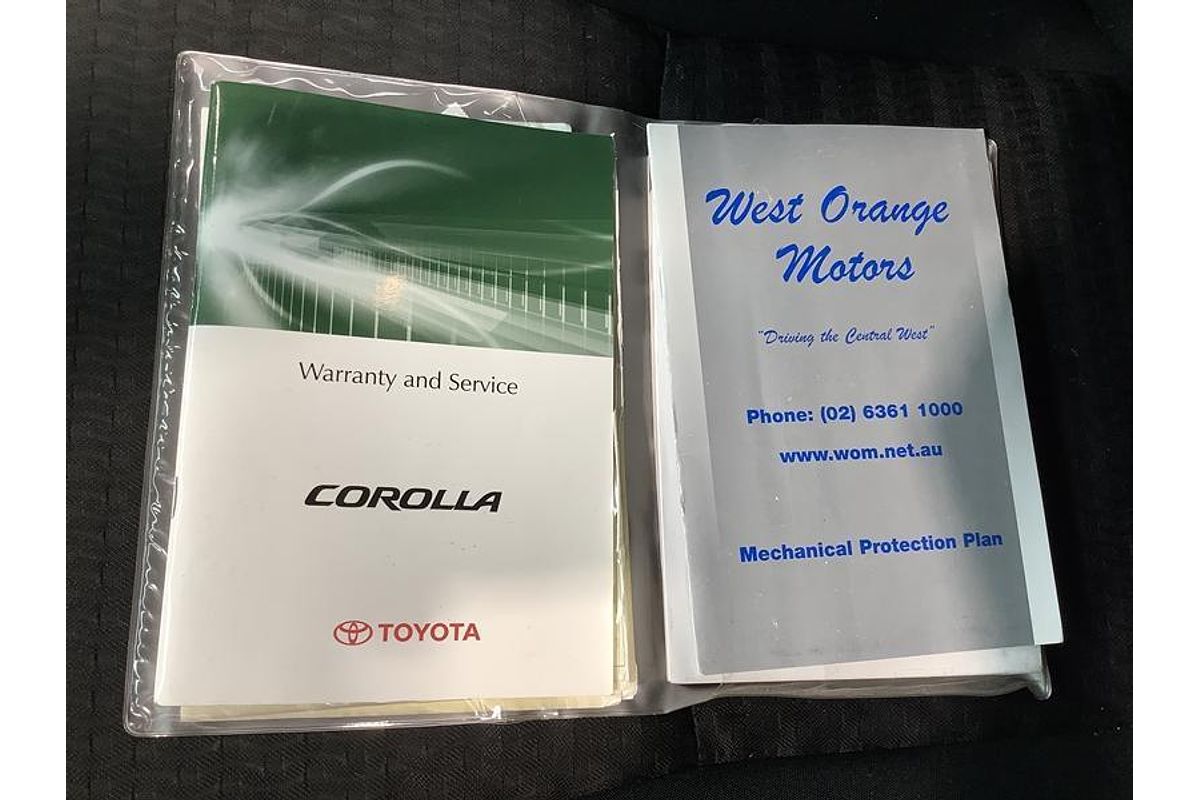 Warranty and Service
COROLLA
TOYOTA
West Orange
Motors
"Driving the Central West"
Phone: (02) 6361 1000
www.wom.net.au
Mechanical Protection Plan